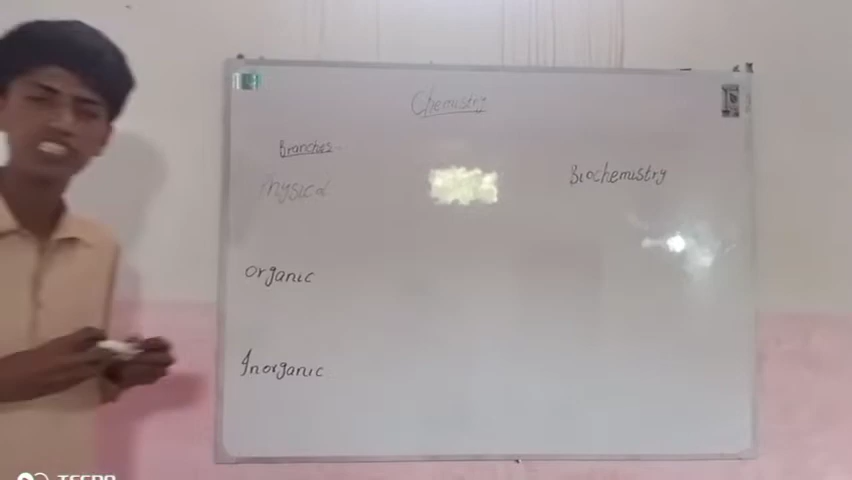 Chemistry
Branches
Physical
Biochemistry
Organic
Inorganic